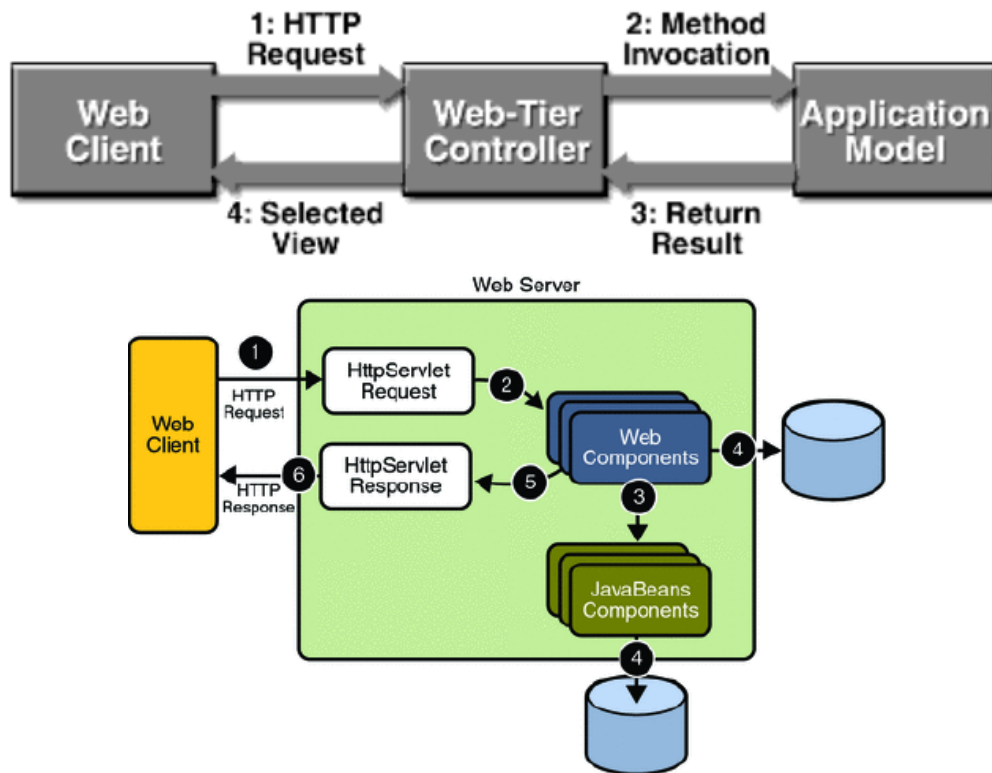 1: HTTP
Request
2: Method
Invocation
Web
Client
Web-Tier
Controller
Application
Model
4: Selected
View
3: Return
Result
Web Server
1
HTTP
Request
HttpServlet
Request
2
Web
Client
Web
Components
4
6
HTTP
Response
HttpServlet
Response
5
3
JavaBeans
Components
4